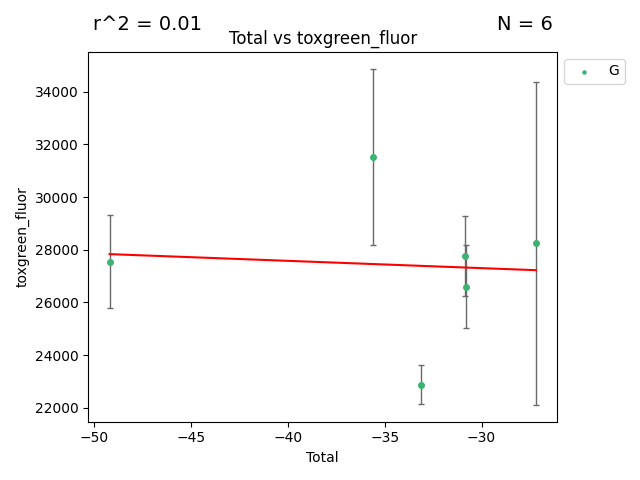 r^2 = 0.01
N = 6
Total vs toxgreen_fluor
G
34000
32000
30000
28000
26000
24000
22000
toxgreen_fluor
−50
−45
−40
−35
−30
Total